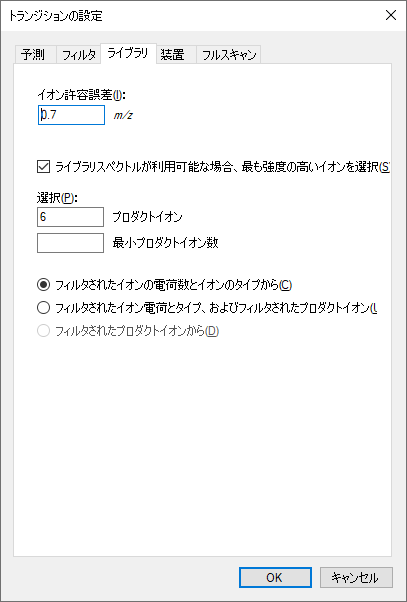 トランジションの設定
予測 フィルタ ライブラリ 装置 フルスキャン
イオン許容誤差(I):
0.7 m/z
ライブラリスペクトルが利用可能な場合、最も強度の高いイオンを選択(S
選択(P):
6 プロダクトイオン
最小プロダクトイオン数
フィルタされたイオンの電荷数とイオンのタイプから(C)
フィルタされたイオン電荷とタイプ、およびフィルタされたプロダクトイオン(U
フィルタされたプロダクトイオンから(D)
OK キャンセル